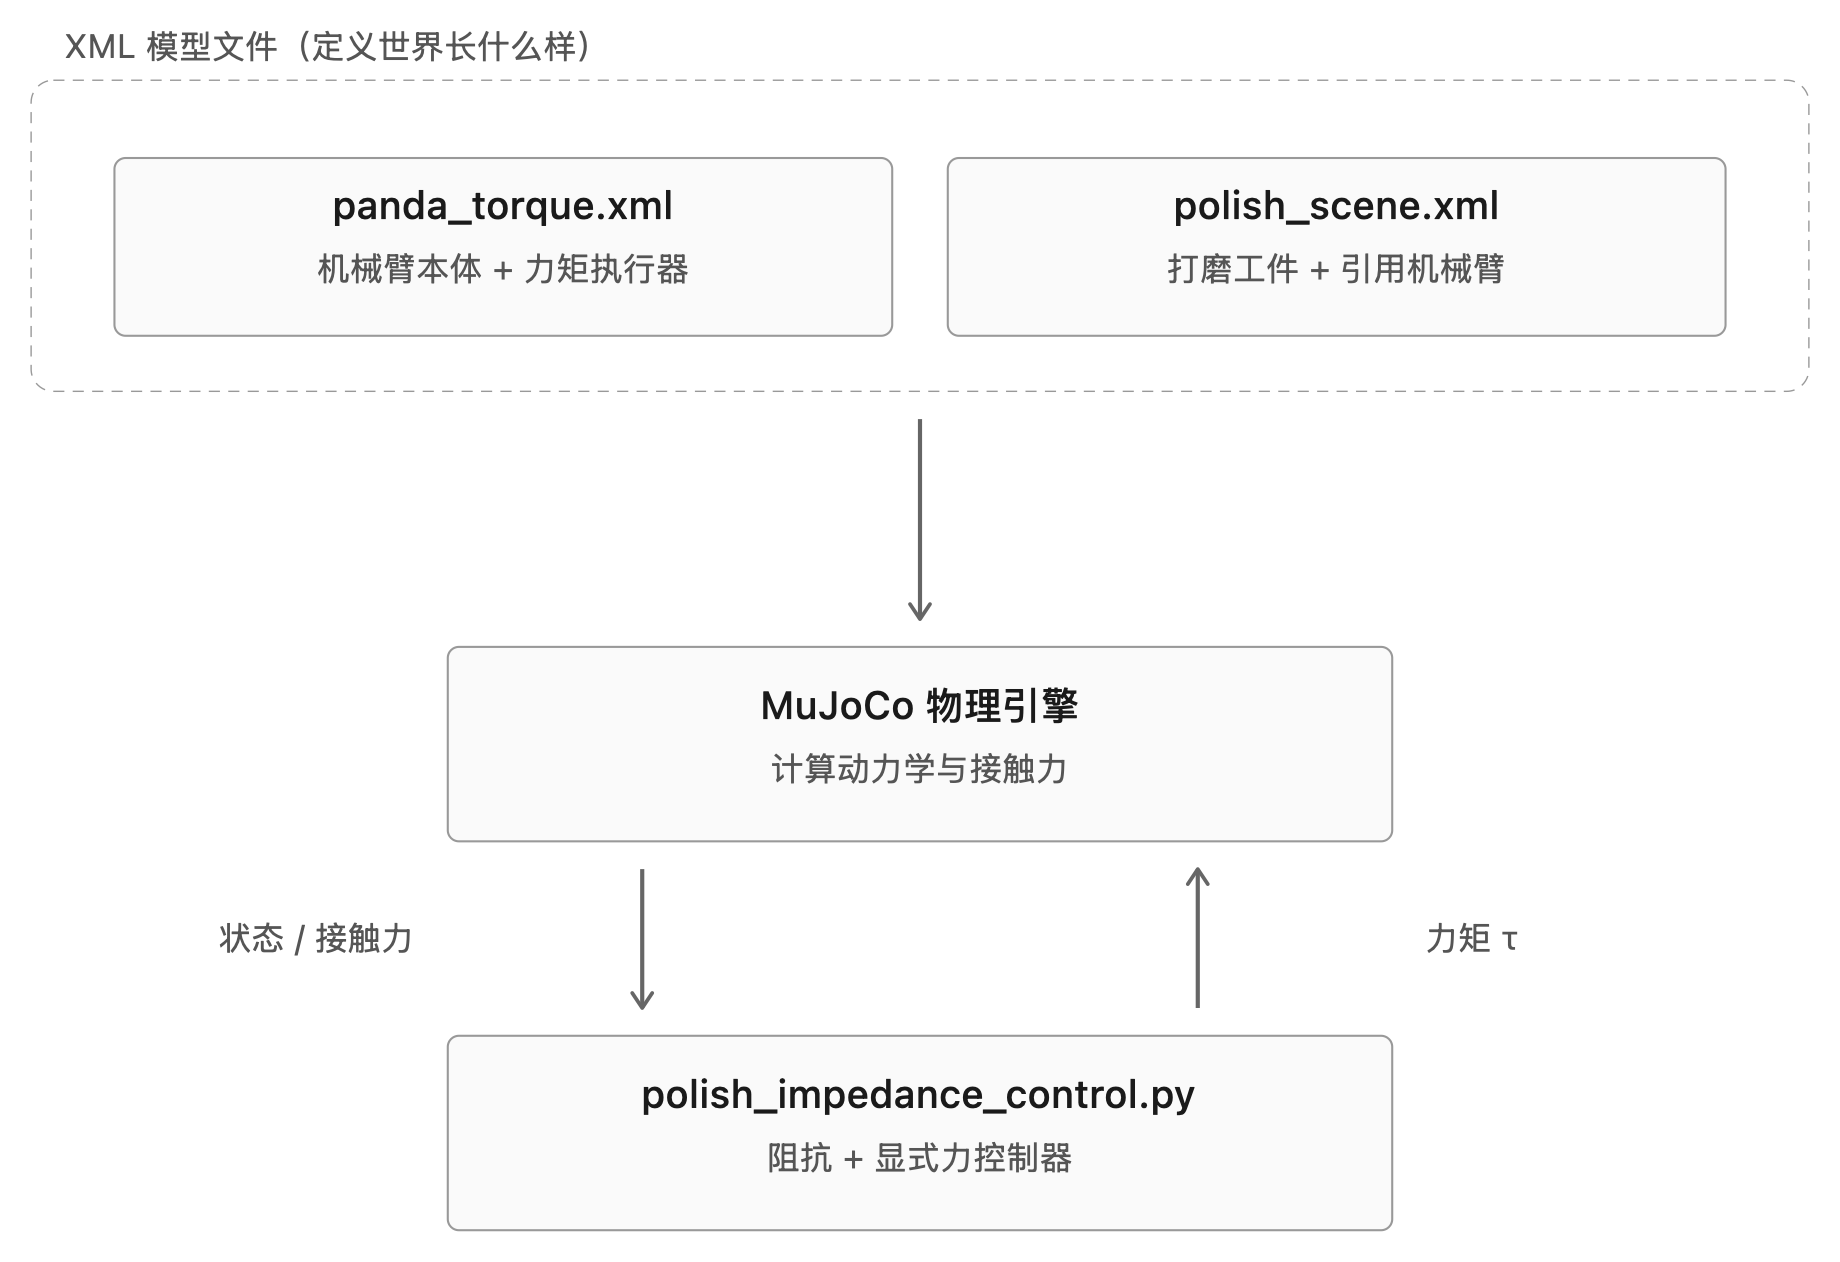 XML 模型文件（定义世界长什么样）
panda_torque.xml
机械臂本体 + 力矩执行器
polish_scene.xml
打磨工件 + 引用机械臂
MuJoCo 物理引擎
计算动力学与接触力
状态 / 接触力
力矩 τ
polish_impedance_control.py
阻抗 + 显式力控制器